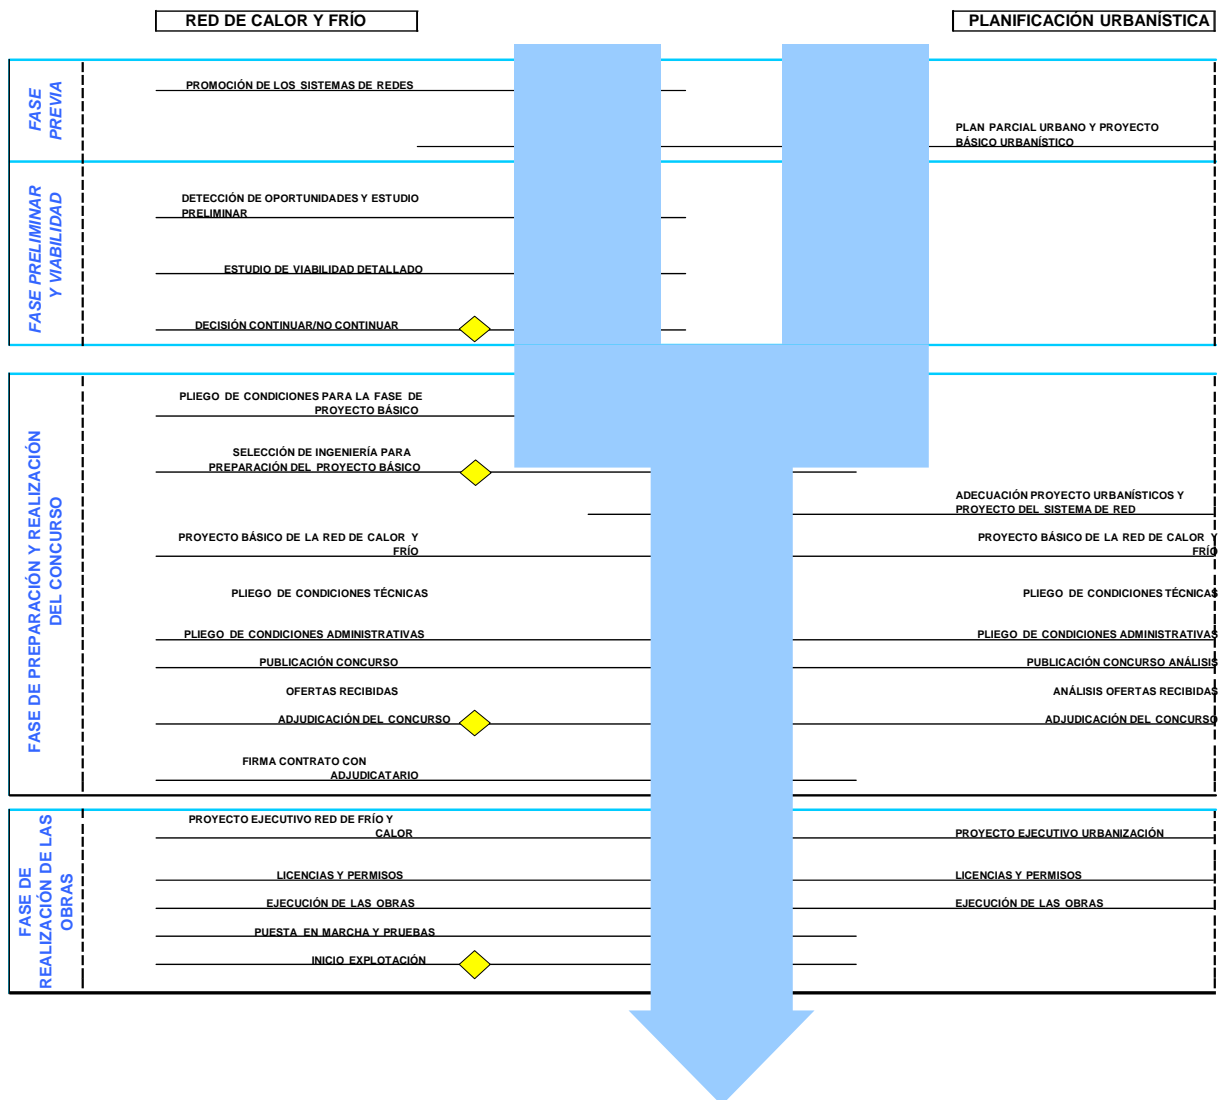 RED DE CALOR Y FRÍO
PLANIFICACIÓN URBANÍSTICA
FASE
PREVIA
PROMOCIÓN DE LOS SISTEMAS DE REDES
PLAN PARCIAL URBANO Y PROYECTO
BÁSICO URBANÍSTICO
FASE PRELIMINAR
Y VIABILIDAD
DETECCIÓN DE OPORTUNIDADES Y ESTUDIO
PRELIMINAR
ESTUDIO DE VIABILIDAD DETALLADO
DECISIÓN CONTINUAR/NO CONTINUAR
FASE DE PREPARACIÓN Y REALIZACIÓN
DEL CONCURSO
PLIEGO DE CONDICIONES PARA LA FASE DE
PROYECTO BÁSICO
SELECCIÓN DE INGENIERÍA PARA
PREPARACIÓN DEL PROYECTO BÁSICO
ADECUACIÓN PROYECTO URBANÍSTICOS Y
PROYECTO DEL SISTEMA DE RED
PROYECTO BÁSICO DE LA RED DE CALOR Y
FRÍO
PROYECTO BÁSICO DE LA RED DE CALOR Y
FRÍO
PLIEGO DE CONDICIONES TÉCNICAS
PLIEGO DE CONDICIONES TÉCNICAS
PLIEGO DE CONDICIONES ADMINISTRATIVAS
PLIEGO DE CONDICIONES ADMINISTRATIVAS
PUBLICACIÓN CONCURSO
PUBLICACIÓN CONCURSO ANÁLISIS
OFERTAS RECIBIDAS
ANÁLISIS OFERTAS RECIBIDAS
ADJUDICACIÓN DEL CONCURSO
ADJUDICACIÓN DEL CONCURSO
FIRMA CONTRATO CON
ADJUDICATARIO
FASE DE
REALIZACIÓN DE LAS
OBRAS
PROYECTO EJECUTIVO RED DE FRÍO Y
CALOR
PROYECTO EJECUTIVO URBANIZACIÓN
LICENCIAS Y PERMISOS
LICENCIAS Y PERMISOS
EJECUCIÓN DE LAS OBRAS
EJECUCIÓN DE LAS OBRAS
PUESTA EN MARCHA Y PRUEBAS
INICIO EXPLOTACIÓN